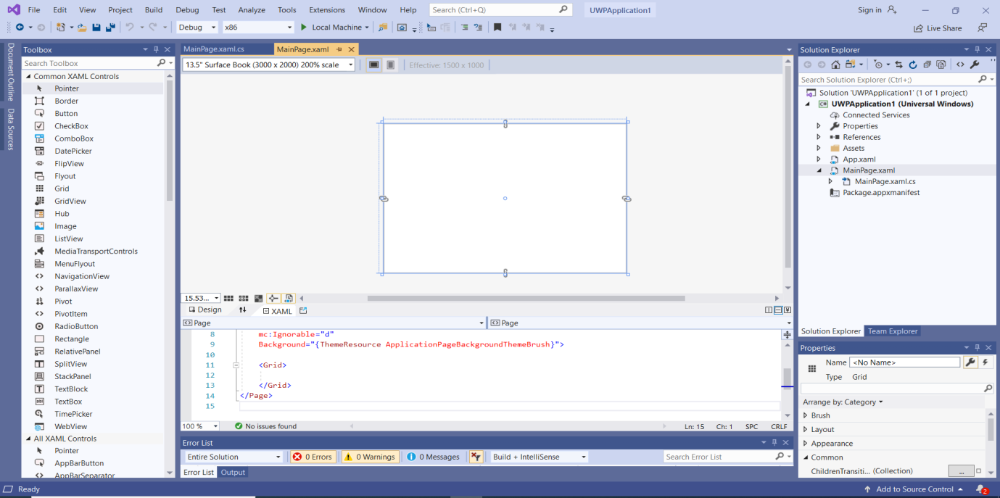 File Edit View Project Build Debug Test Analyze Tools Extensions Window Help Search (Ctrl+Q) UWPApplication1 Sign in
Debug x86 Local Machine Live Share
Document Outline
Data Sources
Toolbox
Search Toolbox
Common XAML Controls
Pointer
Border
Button
CheckBox
ComboBox
DatePicker
FlipView
Flyout
Grid
GridView
Hub
Image
ListView
MediaTransportControls
MenuFlyout
NavigationView
ParallaxView
Pivot
PivotItem
RadioButton
Rectangle
RelativePanel
SplitView
StackPanel
TextBlock
TextBox
TimePicker
WebView
All XAML Controls
Pointer
AppBarButton
AppBarSeparator
MainPage.xaml.cs MainPage.xaml
13.5" Surface Book (3000 x 2000) 200% scale Effective: 1500 x 1000
15.53...
Design XAML
Page Page
8 mc:Ignorable="d"
9 Background="{ThemeResource ApplicationPageBackgroundThemeBrush}">
10
11 <Grid>
12
13 </Grid>
14 </Page>
15
100 % No issues found Ln: 15 Ch: 1 SPC CRLF
Error List
Entire Solution 0 Errors 0 Warnings 0 Messages Build + IntelliSense Search Error List
Error List Output
Solution Explorer
Search Solution Explorer (Ctrl+;)
Solution 'UWPApplication1' (1 of 1 project)
UWPApplication1 (Universal Windows)
Connected Services
Properties
References
Assets
App.xaml
MainPage.xaml
MainPage.xaml.cs
Package.appxmanifest
Solution Explorer Team Explorer
Properties
Name <No Name>
Type Grid
Arrange by: Category
Brush
Layout
Appearance
Common
ChildrenTransiti... (Collection) ...
Ready Add to Source Control 2